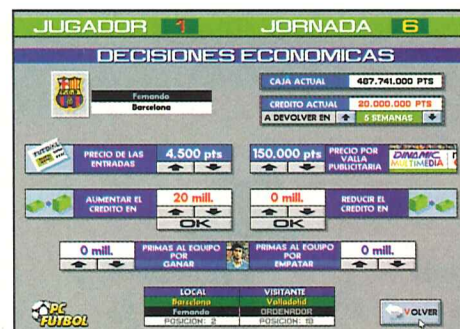 JUGADOR 1 JORNADA 6
DECISIONES ECONOMICAS
Fernando
Barcelona
CAJA ACTUAL 487.741.000 PTS
CREDITO ACTUAL 20.000.000 PTS
A DEVOLVER EN 5 SEMANAS
FUTBOL
PRECIO DE LAS ENTRADAS
4.500 pts
150.000 pts
PRECIO POR VALLA PUBLICITARIA
DINAMIC MULTIMEDIA
AUMENTAR EL CREDITO EN
20 mill.
OK
0 mill.
OK
REDUCIR EL CREDITO EN
0 mill.
PRIMAS AL EQUIPO POR GANAR
PRIMAS AL EQUIPO POR EMPATAR
0 mill.
LOCAL VISITANTE
Barcelona Valladolid
Fernando ORDENADOR
POSICION: 2 POSICION: 19
PC FUTBOL
VOLVER